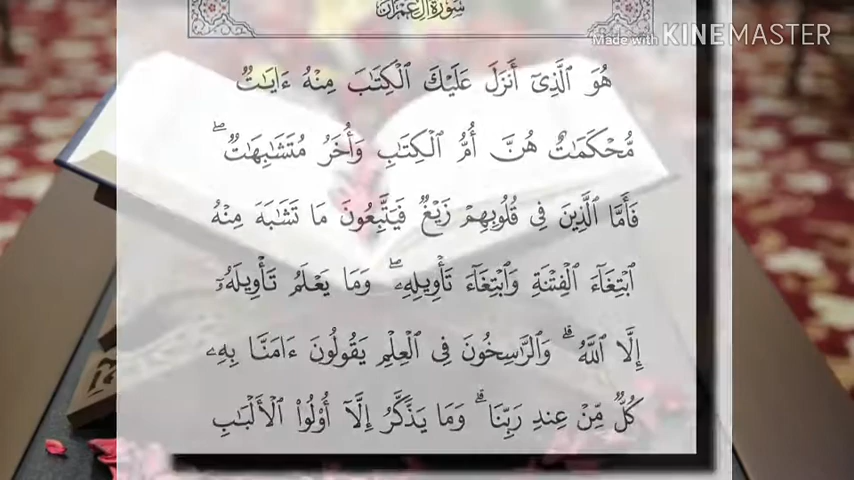 سُورَةُ آلِ عِمْرَانَ
Made with KINEMASTER
هُوَ ٱلَّذِىٓ أَنزَلَ عَلَيْكَ ٱلْكِتَـٰبَ مِنْهُ ءَايَـٰتٌ
مُّحْكَمَـٰتٌ هُنَّ أُمُّ ٱلْكِتَـٰبِ وَأُخَرُ مُتَشَـٰبِهَـٰتٌ ۖ
فَأَمَّا ٱلَّذِينَ فِى قُلُوبِهِمْ زَيْغٌ فَيَتَّبِعُونَ مَا تَشَـٰبَهَ مِنْهُ
ٱبْتِغَآءَ ٱلْفِتْنَةِ وَٱبْتِغَآءَ تَأْوِيلِهِۦ ۖ وَمَا يَعْلَمُ تَأْوِيلَهُۥٓ
إِلَّا ٱللَّهُ ۗ وَٱلرَّٰسِخُونَ فِى ٱلْعِلْمِ يَقُولُونَ ءَامَنَّا بِهِۦ
كُلٌّ مِّنْ عِندِ رَبِّنَا ۗ وَمَا يَذَّكَّرُ إِلَّآ أُو۟لُوا۟ ٱلْأَلْبَـٰبِ